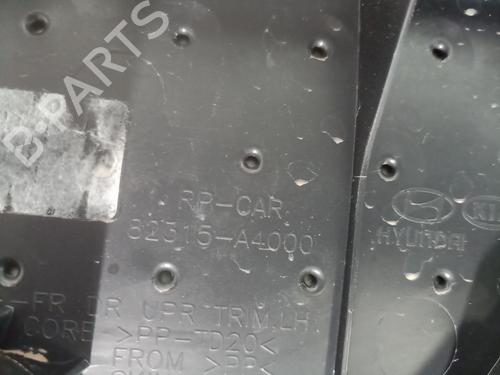 B-PARTS
RP-CAR
82315-A4000
FR DR UPR TRIM,LH
CORE >PP-TD20<
FROM >PP<
HYUNDAI
KIA